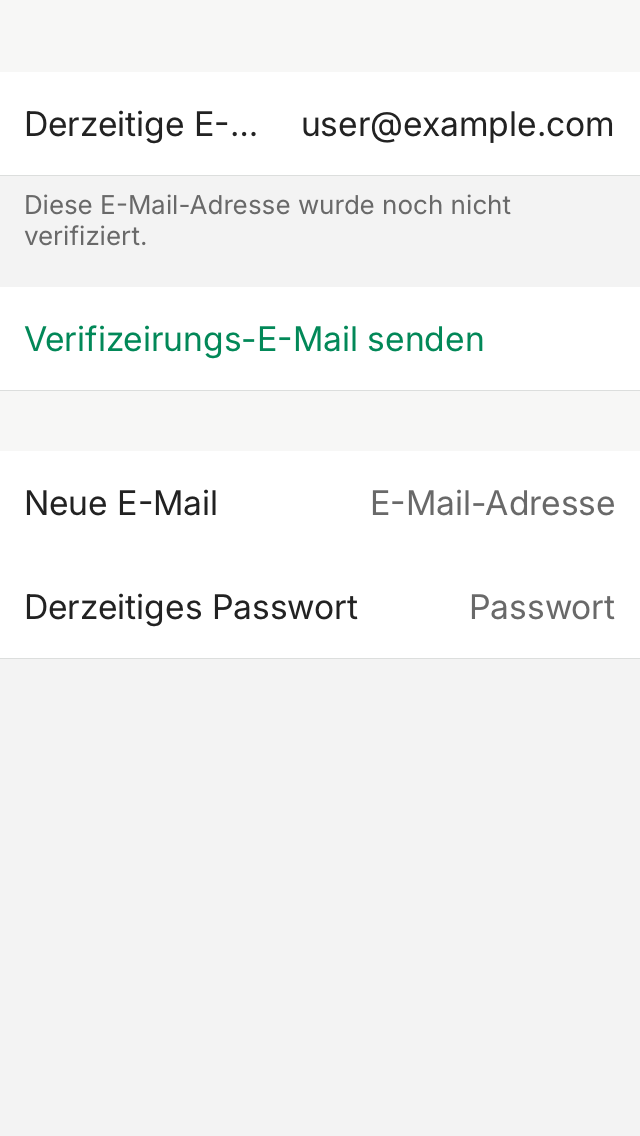 Derzeitige E-... user@example.com
Diese E-Mail-Adresse wurde noch nicht
verifiziert.
Verifizeirungs-E-Mail senden
Neue E-Mail E-Mail-Adresse
Derzeitiges Passwort Passwort